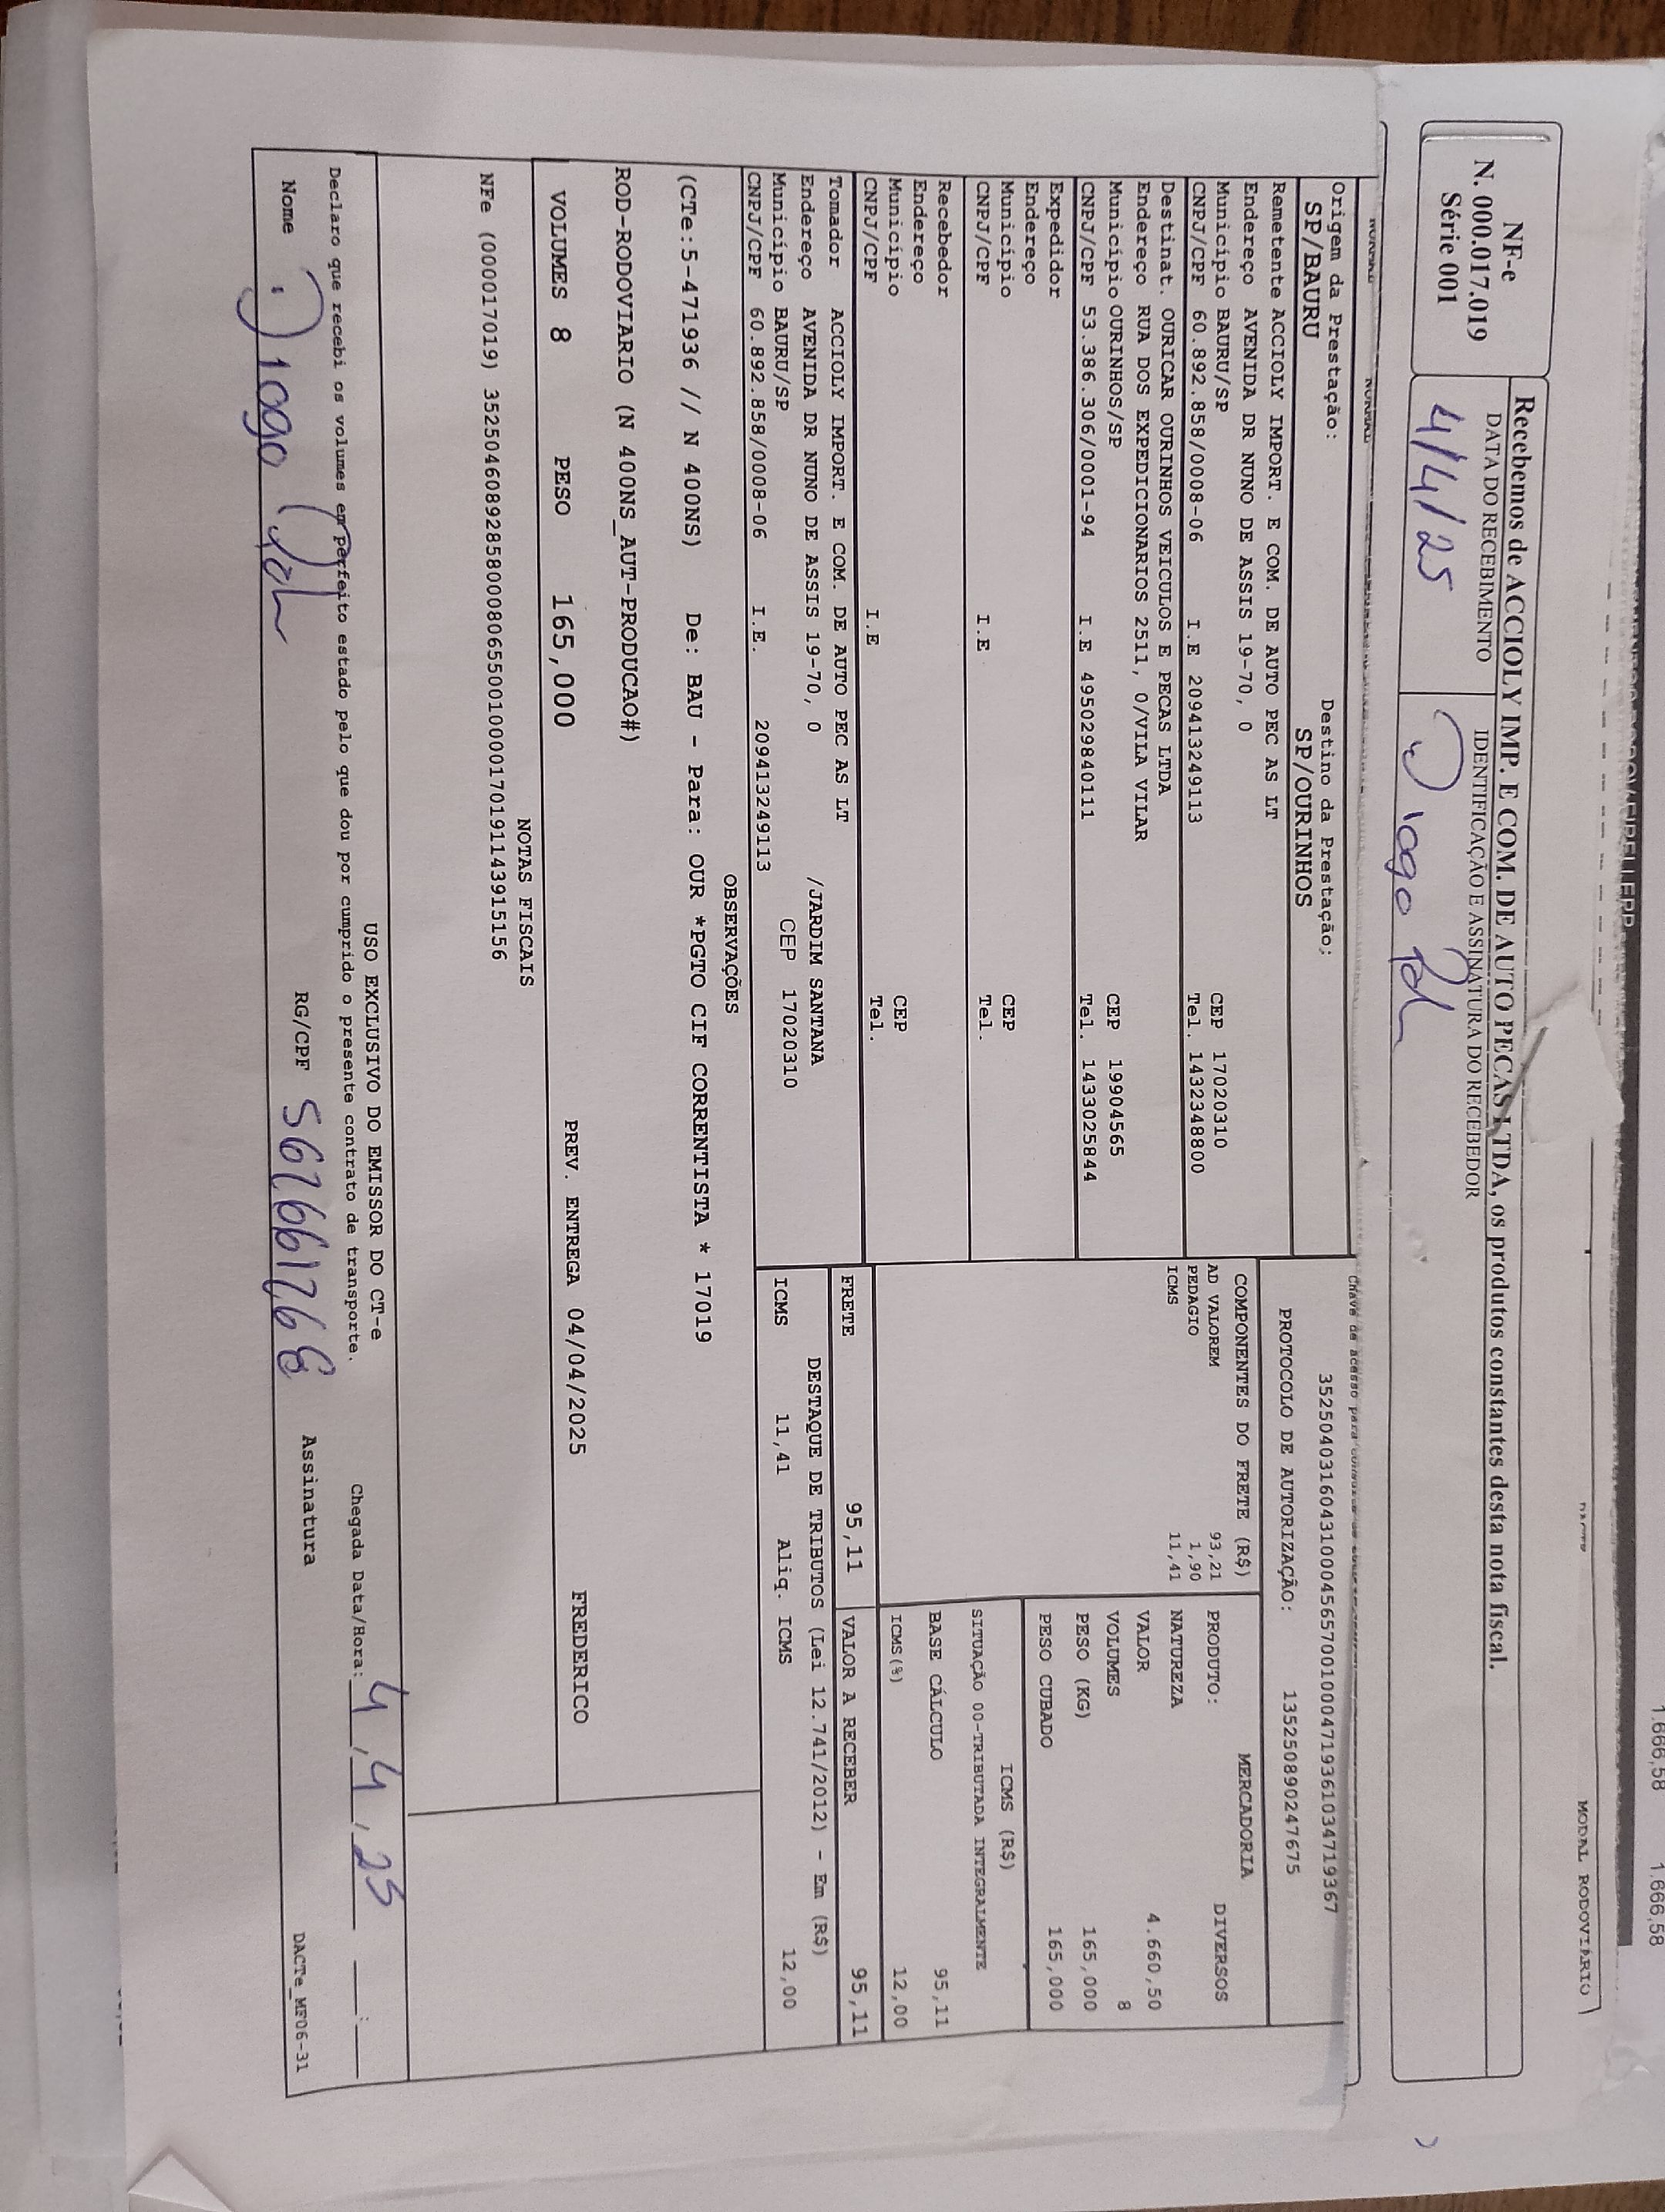 1.666,58 1.666,58
MODAL RODOVIÁRIO
DACTE
Recebemos de ACCIOLY IMP. E COM. DE AUTO PECAS LTDA, os produtos constantes desta nota fiscal.
NF-e
N. 000.017.019
Série 001
DATA DO RECEBIMENTO
4/4/25
IDENTIFICAÇÃO E ASSINATURA DO RECEBEDOR
Diogo
NORMAL NORMAL
Chave de acesso para
35250403160431000456570010004719361034719367
PROTOCOLO DE AUTORIZAÇÃO: 135250890247675
Origem da Prestação: Destino da Prestação:
SP/BAURU SP/OURINHOS
Remetente ACCIOLY IMPORT. E COM. DE AUTO PEC AS LT
Endereço AVENIDA DR NUNO DE ASSIS 19-70, 0
Município BAURU/SP CEP 17020310
CNPJ/CPF 60.892.858/0008-06 I.E 209413249113 Tel. 1432348800
Destinat. OURICAR OURINHOS VEICULOS E PECAS LTDA
Endereço RUA DOS EXPEDICIONARIOS 2511, 0/VILA VILAR
Município OURINHOS/SP CEP 19904565
CNPJ/CPF 53.386.306/0001-94 I.E 495029840111 Tel. 1433025844
Expedidor
Endereço
Município CEP
CNPJ/CPF I.E Tel.
Recebedor
Endereço
Município CEP
CNPJ/CPF I.E Tel.
Tomador ACCIOLY IMPORT. E COM. DE AUTO PEC AS LT
Endereço AVENIDA DR NUNO DE ASSIS 19-70, 0 /JARDIM SANTANA
Município BAURU/SP CEP 17020310
CNPJ/CPF 60.892.858/0008-06 I.E. 209413249113
COMPONENTES DO FRETE (R$)
AD VALOREM 93,21
PEDAGIO 1,90
ICMS 11,41
MERCADORIA
PRODUTO: DIVERSOS
NATUREZA
VALOR 4.660,50
VOLUMES 8
PESO (KG) 165,000
PESO CUBADO 165,000
ICMS (R$)
SITUAÇÃO 00-TRIBUTADA INTEGRALMENTE
BASE CÁLCULO 95,11
ICMS(%) 12,00
FRETE 95,11 VALOR A RECEBER 95,11
DESTAQUE DE TRIBUTOS (Lei 12.741/2012) - Em (R$)
ICMS 11,41 Aliq. ICMS 12,00
OBSERVAÇÕES
(CTe:5-471936 // N 400NS) De: BAU - Para: OUR *PGTO CIF CORRENTISTA * 17019
ROD-RODOVIARIO (N 400NS_AUT-PRODUCAO#)
VOLUMES 8 PESO 165,000 PREV. ENTREGA 04/04/2025 FREDERICO
NOTAS FISCAIS
NFe (000017019) 35250460892858000806550010000170191143915156
USO EXCLUSIVO DO EMISSOR DO CT-e
Declaro que recebi os volumes em perfeito estado pelo que dou por cumprido o presente contrato de transporte.
Chegada Data/Hora: 4, 4, 25 :
Nome : Diogo RG/CPF Assinatura
DACTe_MF06-31